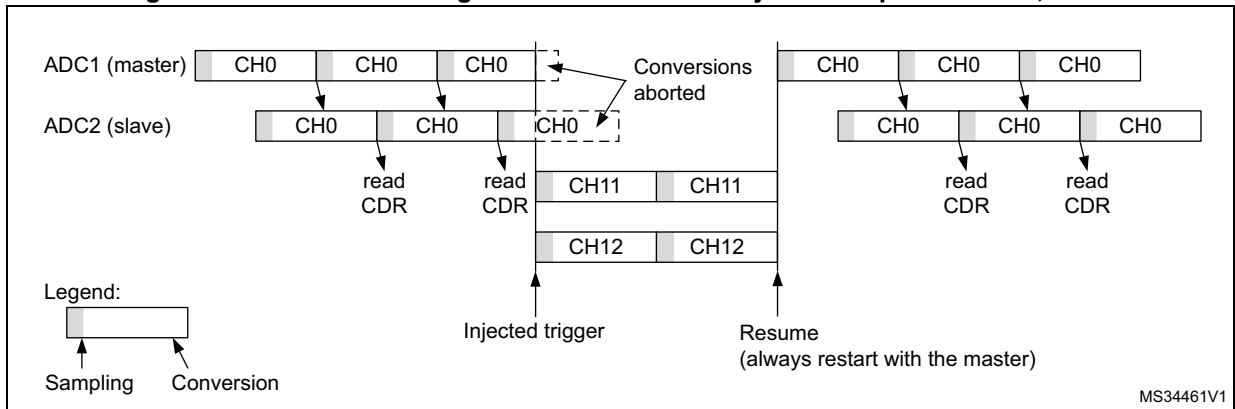 ADC1 (master) CH0 CH0 CH0 CH0 CH0 CH0
Conversions
aborted
ADC2 (slave) CH0 CH0 CH0 CH0 CH0 CH0
read
CDR
read
CDR
CH11 CH11
read
CDR
read
CDR
CH12 CH12
Legend:
Injected trigger
Resume
(always restart with the master)
Sampling Conversion
MS34461V1